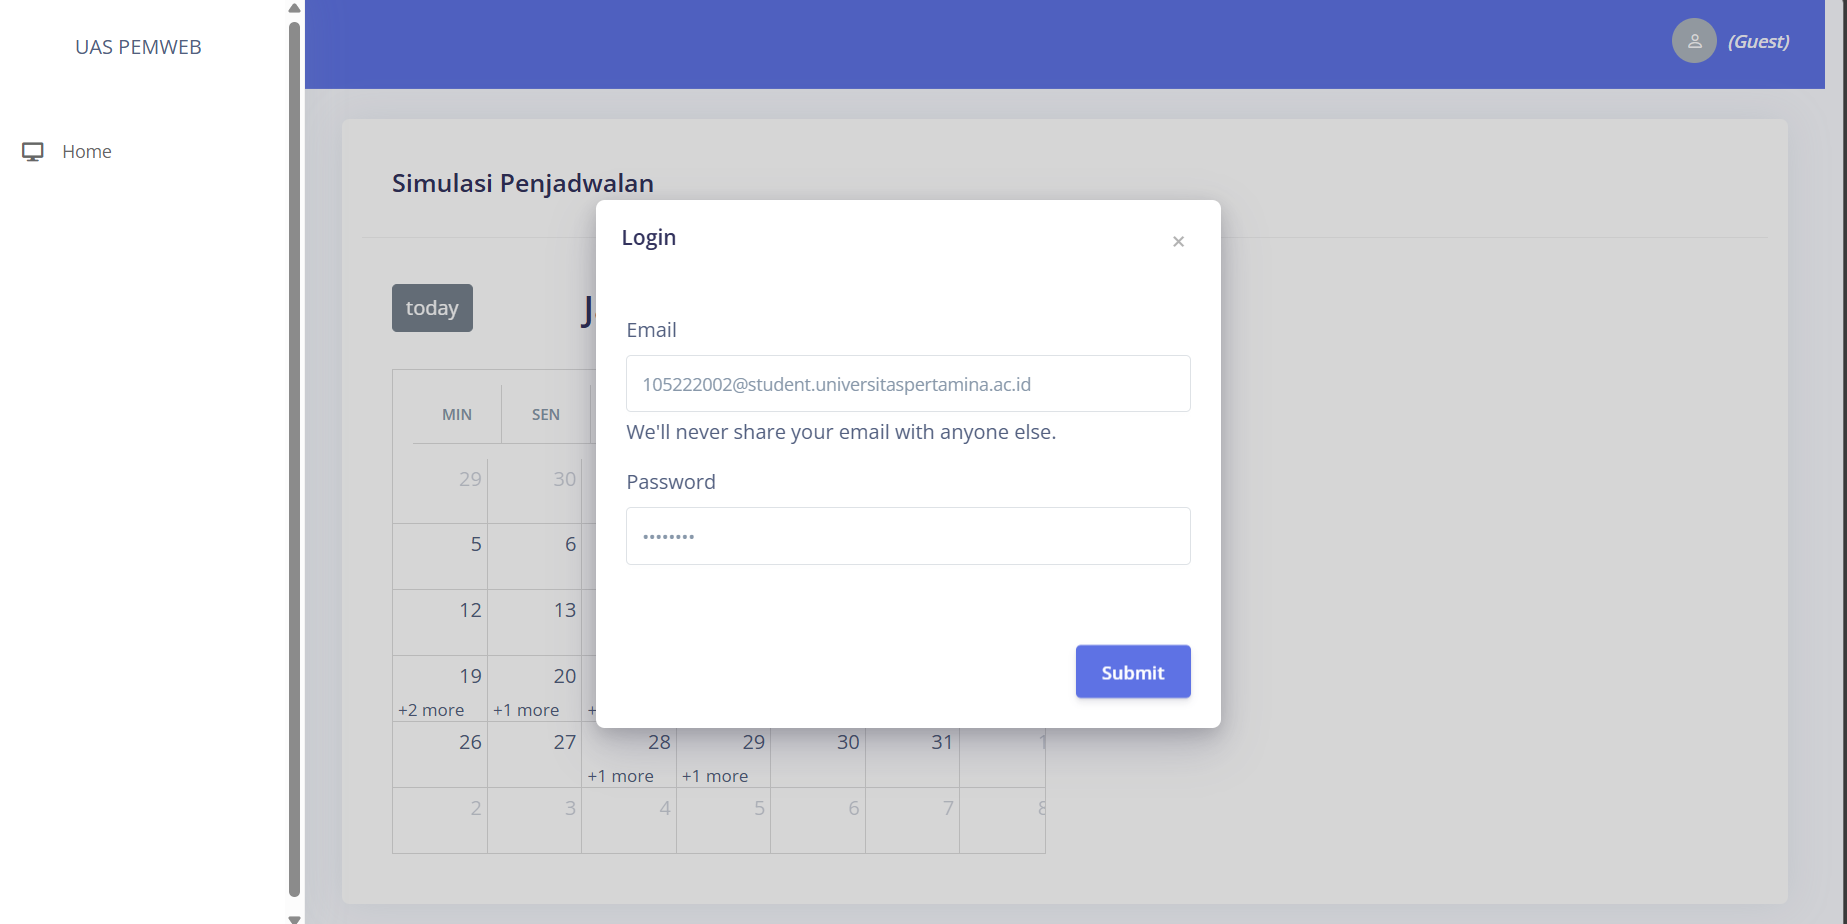 UAS PEMWEB
Home
(Guest)
Simulasi Penjadwalan
today
J
Login
×
Email
105222002@student.universitaspertamina.ac.id
We'll never share your email with anyone else.
Password
••••••••
Submit
MIN SEN
29 30
5 6
12 13
19 20
+2 more +1 more +
26 27 28 29 30 31 1
+1 more +1 more
2 3 4 5 6 7 8